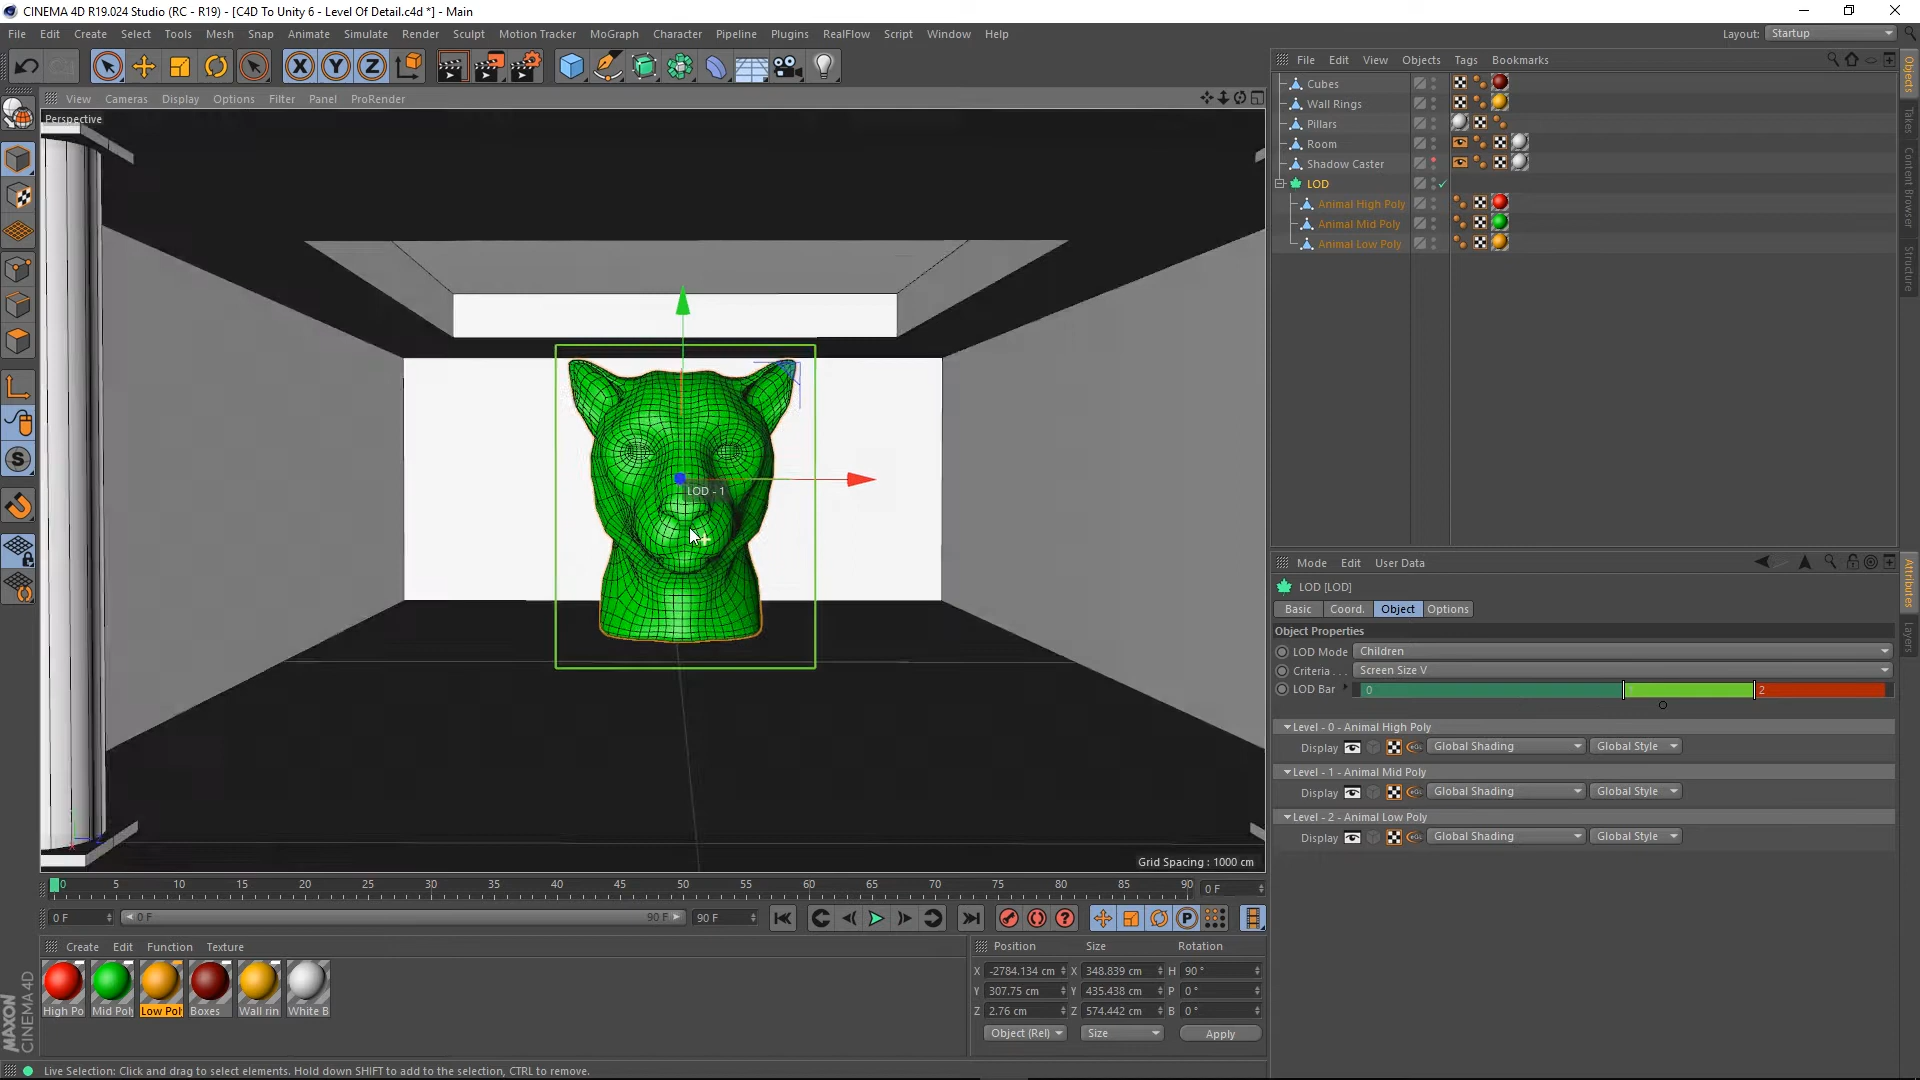 CINEMA 4D R19.024 Studio (RC - R19) - [C4D To Unity 6 - Level Of Detail.c4d *] - Main
File Edit Create Select Tools Mesh Snap Animate Simulate Render Sculpt Motion Tracker MoGraph Character Pipeline Plugins RealFlow Script Window Help
Layout: Startup
File Edit View Objects Tags Bookmarks
View Cameras Display Options Filter Panel ProRender
Perspective
Cubes
Wall Rings
Pillars
Room
Shadow Caster
LOD
Animal High Poly
Animal Mid Poly
Animal Low Poly
Objects
Takes
Content Browser
Structure
LOD - 1
Grid Spacing : 1000 cm
Mode Edit User Data
LOD [LOD]
Basic Coord. Object Options
Object Properties
LOD Mode Children
Criteria . . . Screen Size V
LOD Bar 0 2
Level - 0 - Animal High Poly
Display Global Shading Global Style
Level - 1 - Animal Mid Poly
Display Global Shading Global Style
Level - 2 - Animal Low Poly
Display Global Shading Global Style
Attributes
Layers
0 5 10 15 20 25 30 35 40 45 50 55 60 65 70 75 80 85 90 0 F
0 F 0 F 90 F 90 F
Create Edit Function Texture
High Po Mid Pol Low Pol Boxes Wall rin White B
Position Size Rotation
X -2784.134 cm X 348.839 cm H 90 °
Y 307.75 cm Y 435.438 cm P 0 °
Z 2.76 cm Z 574.442 cm B 0 °
Object (Rel) Size Apply
MAXON
CINEMA 4D
Live Selection: Click and drag to select elements. Hold down SHIFT to add to the selection, CTRL to remove.